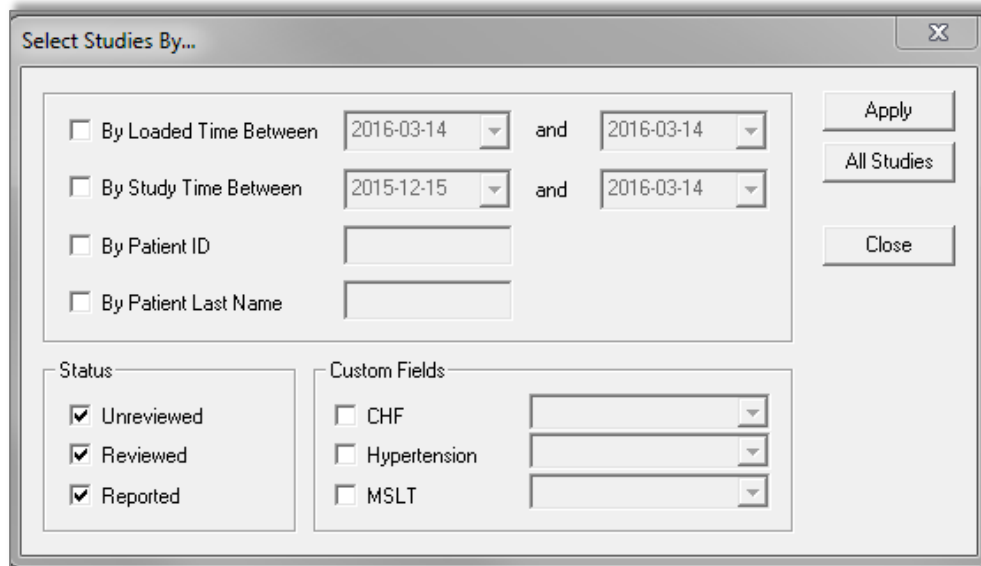 Select Studies By...
By Loaded Time Between 2016-03-14 and 2016-03-14
Apply
By Study Time Between 2015-12-15 and 2016-03-14
All Studies
By Patient ID
Close
By Patient Last Name
Status
Unreviewed
Reviewed
Reported
Custom Fields
CHF
Hypertension
MSLT